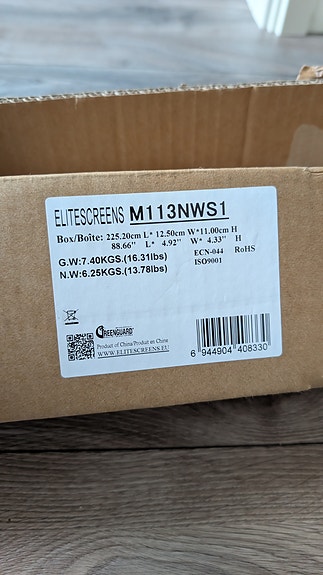 ELITESCREENS M113NWS1
Box/Boîte: 225.20cm L* 12.50cm W*11.00cm H
88.66" L* 4.92" W* 4.33" H
G.W:7.40KGS.(16.31lbs) ECN-044 RoHS
N.W:6.25KGS.(13.78lbs) ISO9001
GREENGUARD
Product of China/Produit en Chine
WWW.ELITESCREENS.EU
6 944904 408330